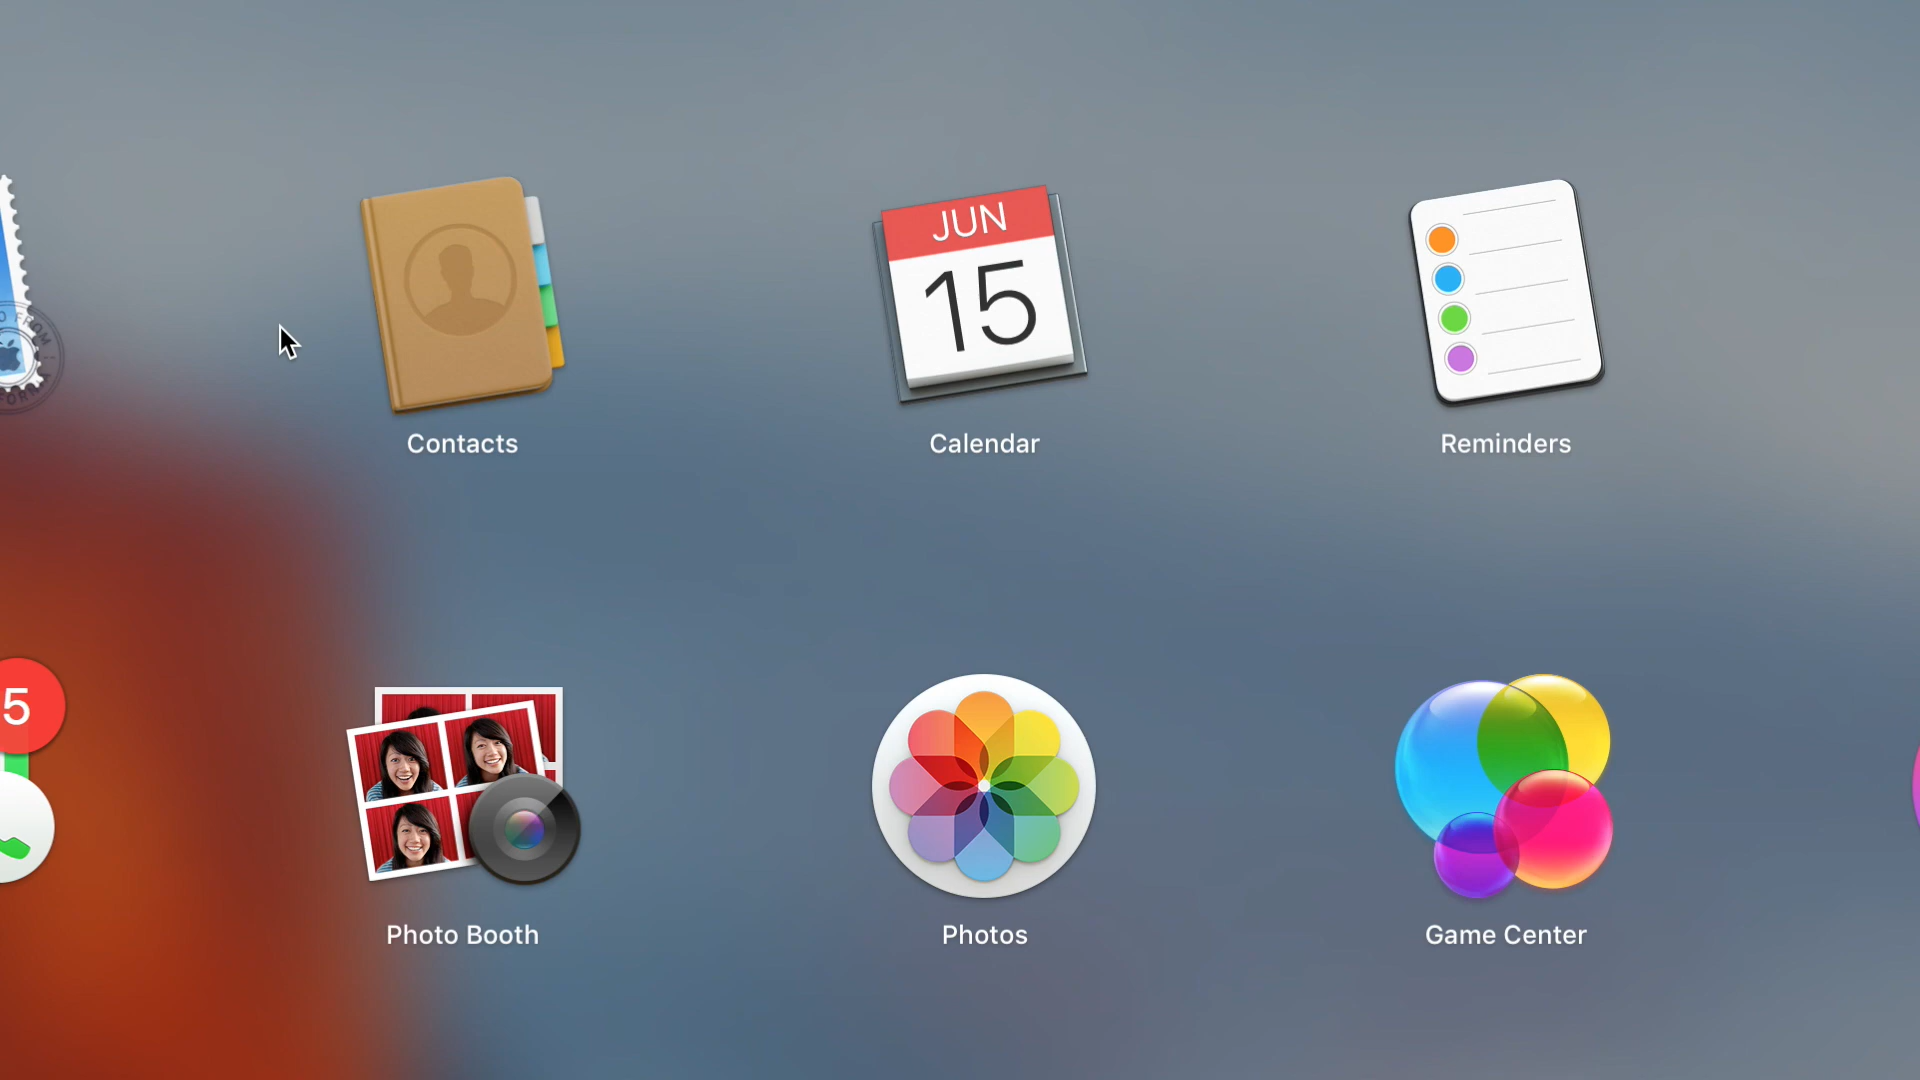 JUN
15
Contacts
Calendar
Reminders
5
Photo Booth
Photos
Game Center